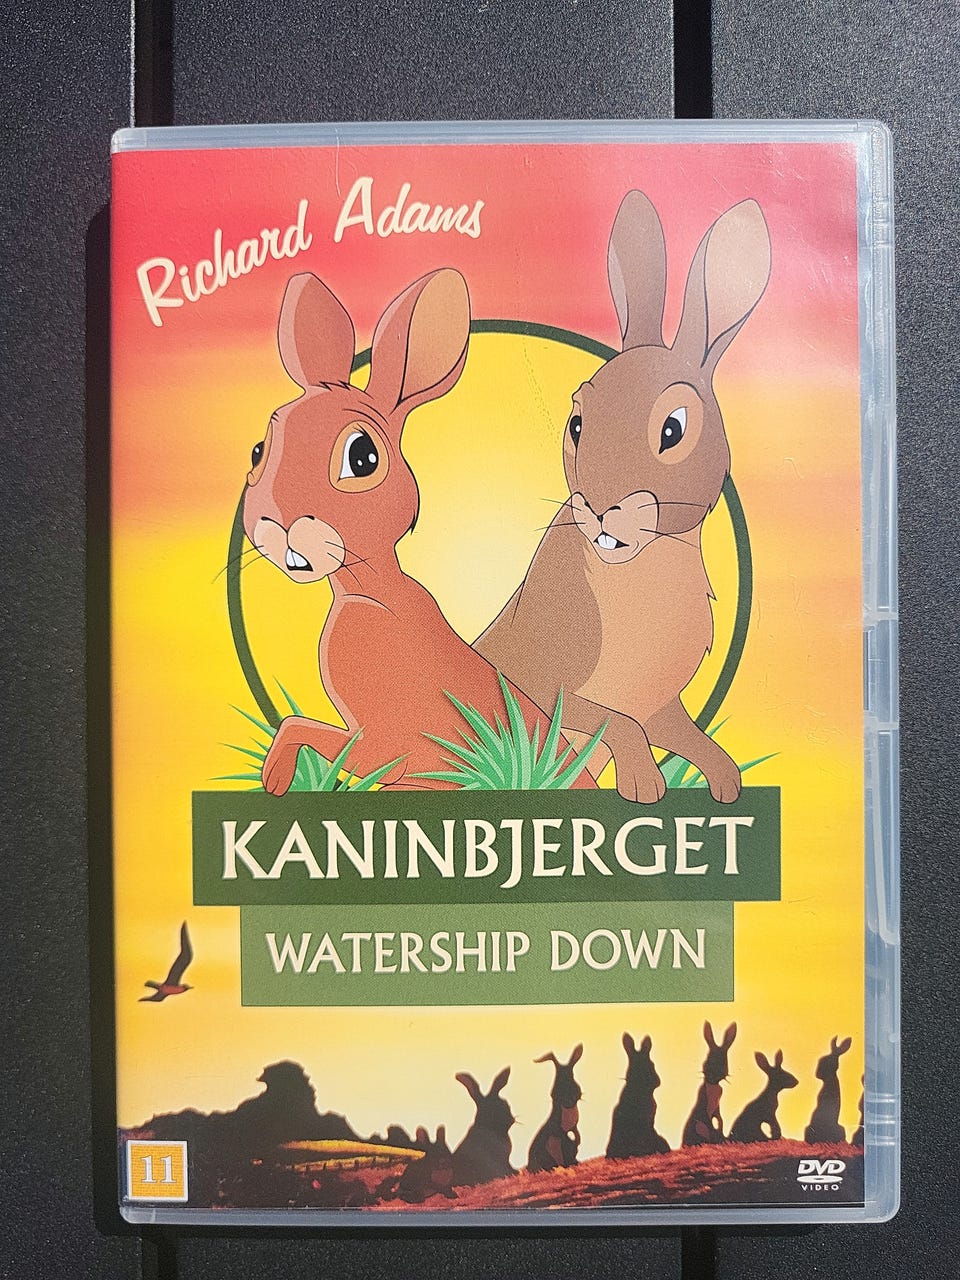 Richard Adams
KANINBJERGET
WATERSHIP DOWN
11
DVD
VIDEO